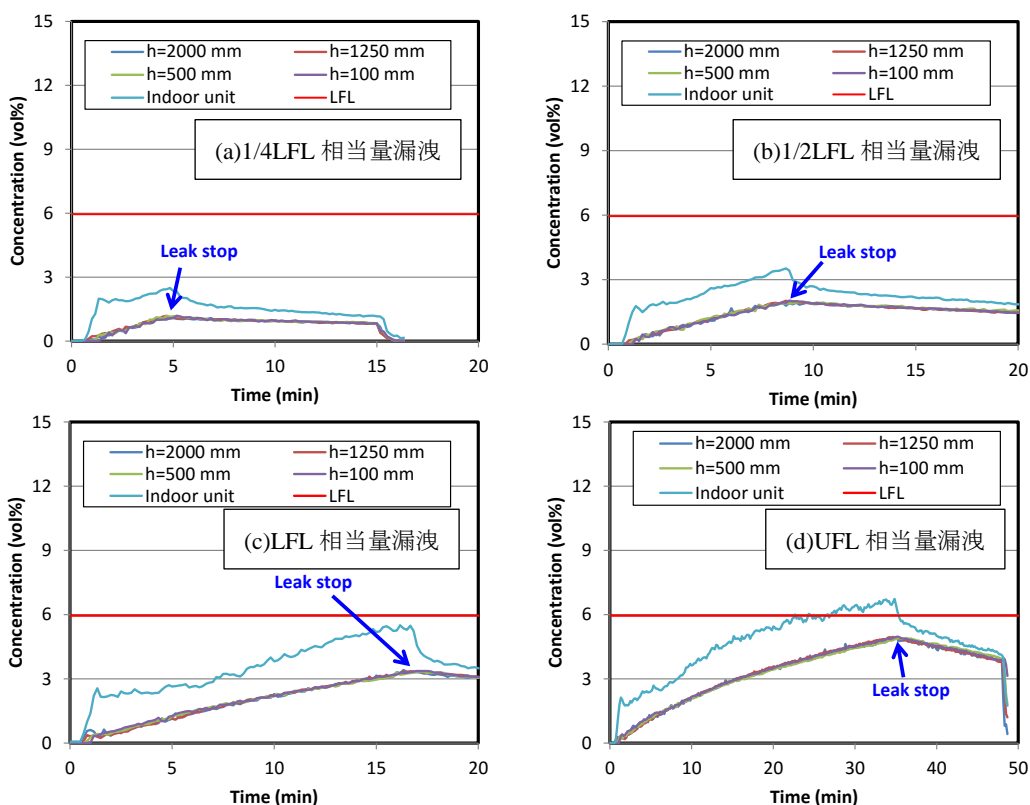 15
12
9
6
3
0
Concentration (vol%)
h=2000 mm
h=1250 mm
h=500 mm
h=100 mm
Indoor unit
LFL
(a)1/4LFL 相当量漏洩
Leak stop
0
5
10
15
20
Time (min)
15
12
9
6
3
0
Concentration (vol%)
h=2000 mm
h=1250 mm
h=500 mm
h=100 mm
Indoor unit
LFL
(b)1/2LFL 相当量漏洩
Leak stop
0
5
10
15
20
Time (min)
15
12
9
6
3
0
Concentration (vol%)
h=2000 mm
h=1250 mm
h=500 mm
h=100 mm
Indoor unit
LFL
(c)LFL 相当量漏洩
Leak stop
0
5
10
15
20
Time (min)
15
12
9
6
3
0
Concentration (vol%)
h=2000 mm
h=1250 mm
h=500 mm
h=100 mm
Indoor unit
LFL
(d)UFL 相当量漏洩
Leak stop
0
10
20
30
40
50
Time (min)